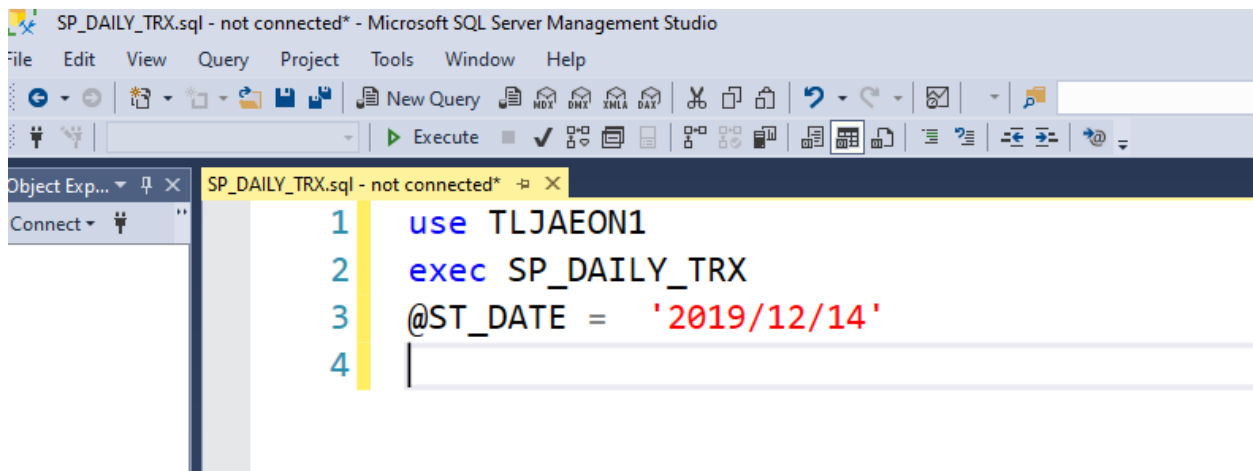 SP_DAILY_TRX.sql - not connected* - Microsoft SQL Server Management Studio
File Edit View Query Project Tools Window Help
New Query MDX DMX XMLA DAX
Execute
Object Exp... SP_DAILY_TRX.sql - not connected*
Connect
1 use TLJAEON1
2 exec SP_DAILY_TRX
3 @ST_DATE = '2019/12/14'
4